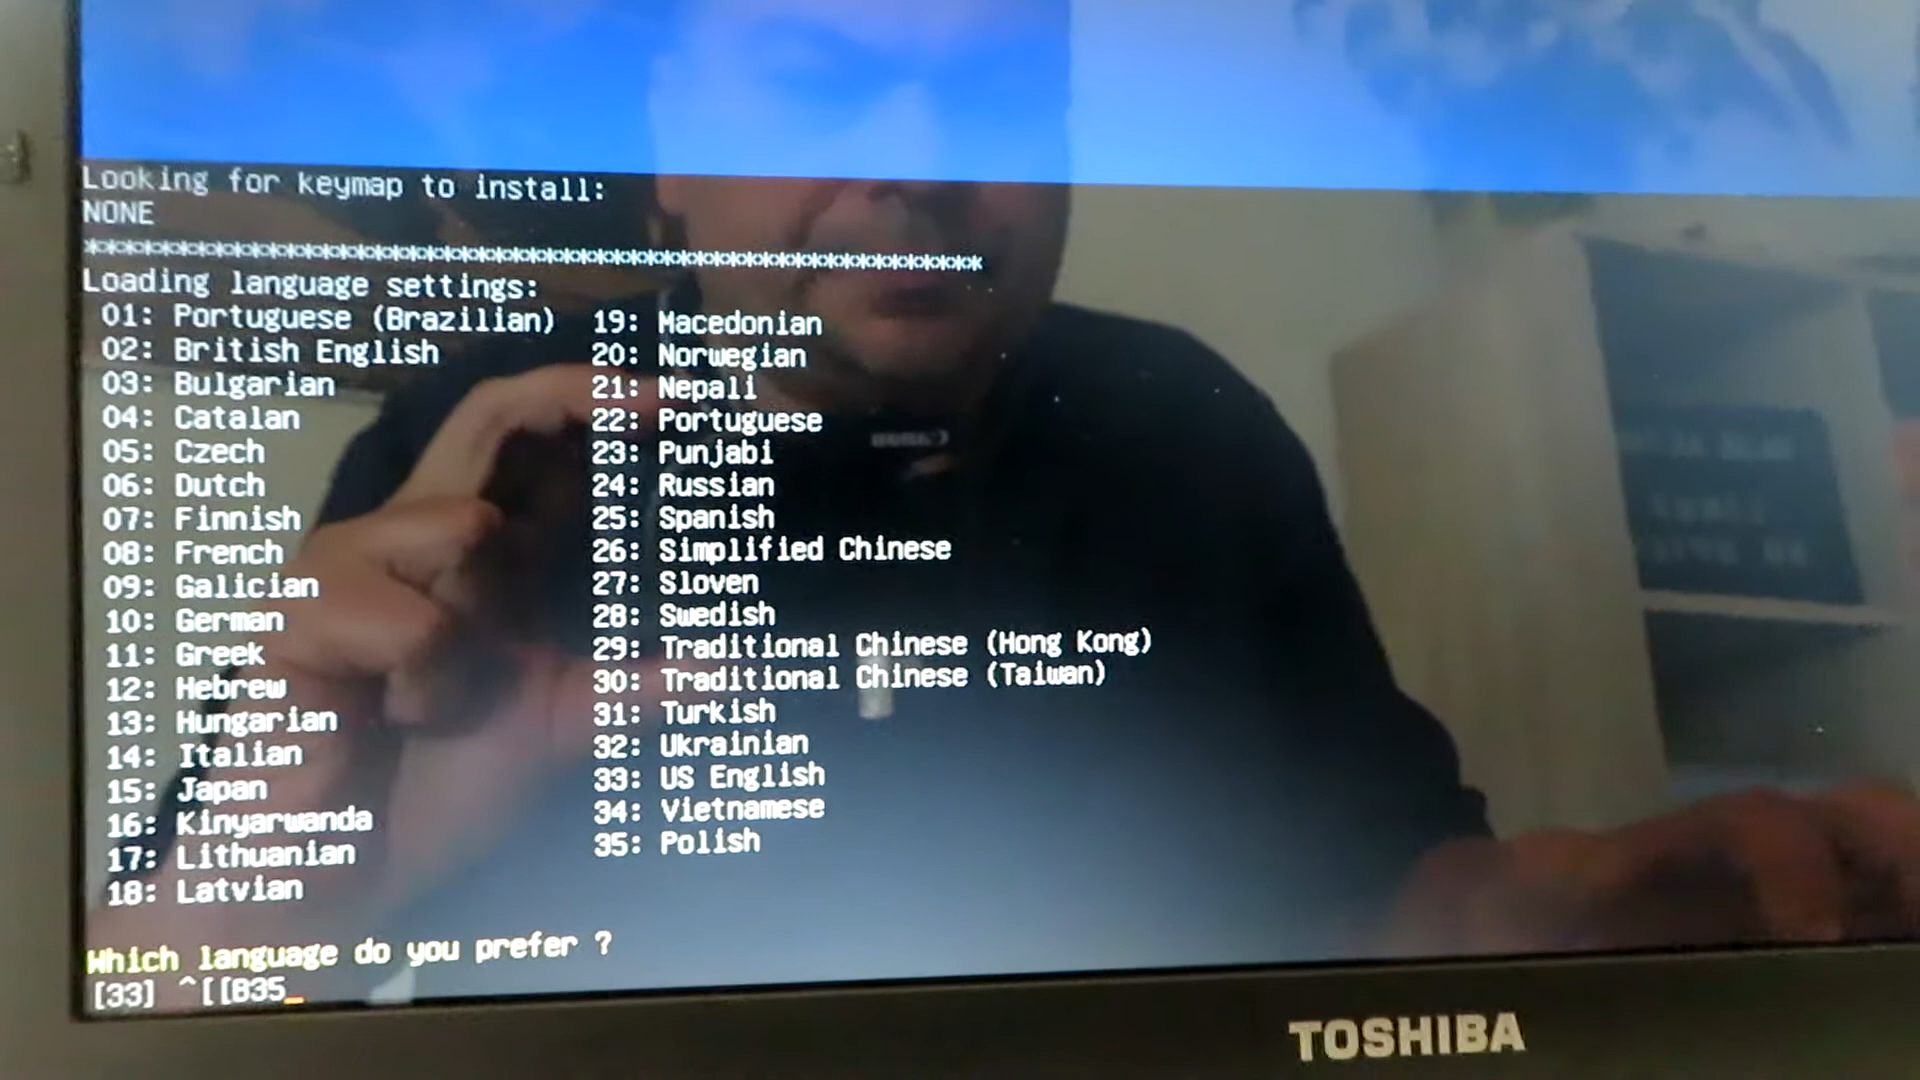 Looking for keymap to install:
NONE
Loading language settings:
01: Portuguese (Brazilian)
02: British English
03: Bulgarian
04: Catalan
05: Czech
06: Dutch
07: Finnish
08: French
09: Galician
10: German
11: Greek
12: Hebrew
13: Hungarian
14: Italian
15: Japan
16: Kinyarwanda
17: Lithuanian
18: Latvian
19: Macedonian
20: Norwegian
21: Nepali
22: Portuguese
23: Punjabi
24: Russian
25: Spanish
26: Simplified Chinese
27: Sloven
28: Swedish
29: Traditional Chinese (Hong Kong)
30: Traditional Chinese (Taiwan)
31: Turkish
32: Ukrainian
33: US English
34: Vietnamese
35: Polish
Which language do you prefer ?
[33] ^[[B35_
TOSHIBA